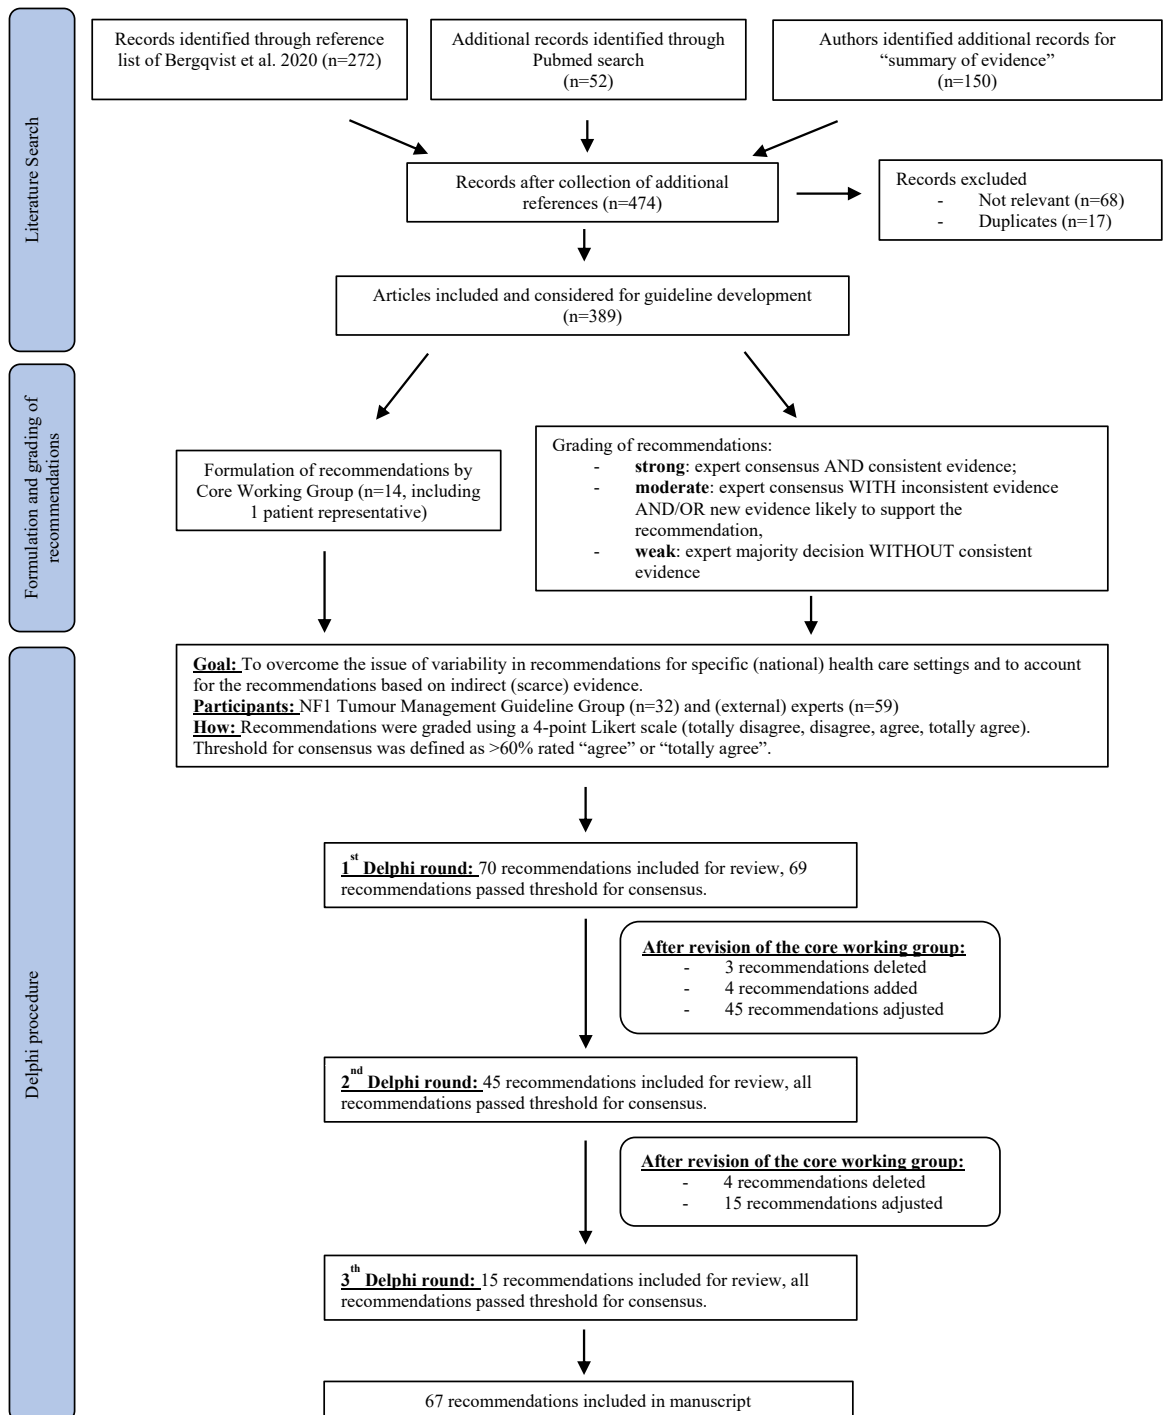 Literature Search
Records identified through reference
list of Bergqvist et al. 2020 (n=272)
Additional records identified through
Pubmed search
(n=52)
Authors identified additional records for
“summary of evidence”
(n=150)
Records after collection of additional
references (n=474)
Records excluded
- Not relevant (n=68)
- Duplicates (n=17)
Articles included and considered for guideline development
(n=389)
Formulation and grading of
recommendations
Formulation of recommendations by
Core Working Group (n=14, including
1 patient representative)
Grading of recommendations:
- strong: expert consensus AND consistent evidence;
- moderate: expert consensus WITH inconsistent evidence
AND/OR new evidence likely to support the
recommendation,
- weak: expert majority decision WITHOUT consistent
evidence
Delphi procedure
Goal: To overcome the issue of variability in recommendations for specific (national) health care settings and to account
for the recommendations based on indirect (scarce) evidence.
Participants: NF1 Tumour Management Guideline Group (n=32) and (external) experts (n=59)
How: Recommendations were graded using a 4-point Likert scale (totally disagree, disagree, agree, totally agree).
Threshold for consensus was defined as >60% rated “agree” or “totally agree”.
1st Delphi round: 70 recommendations included for review, 69
recommendations passed threshold for consensus.
After revision of the core working group:
- 3 recommendations deleted
- 4 recommendations added
- 45 recommendations adjusted
2nd Delphi round: 45 recommendations included for review, all
recommendations passed threshold for consensus.
After revision of the core working group:
- 4 recommendations deleted
- 15 recommendations adjusted
3th Delphi round: 15 recommendations included for review, all
recommendations passed threshold for consensus.
67 recommendations included in manuscript